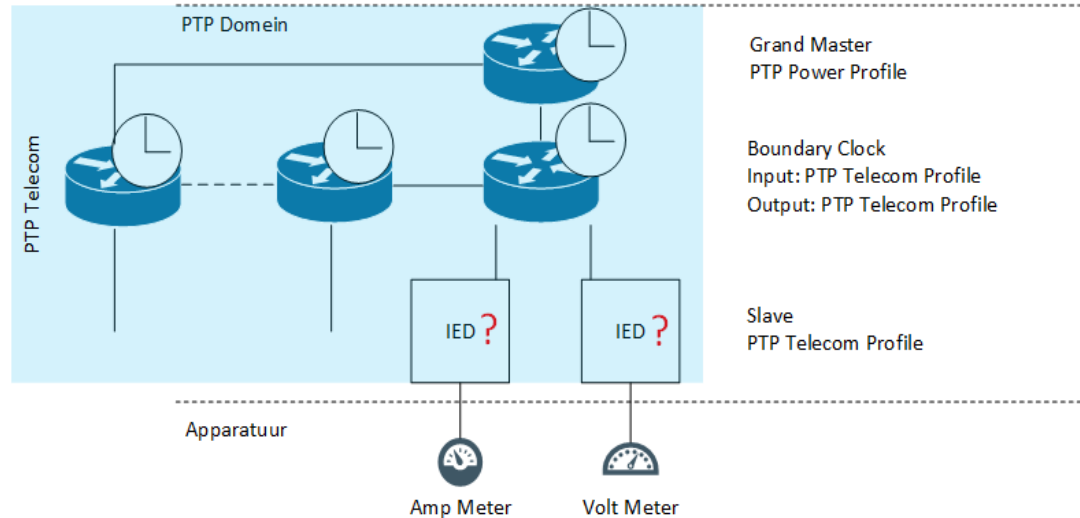 PTP Domein
Grand Master
PTP Power Profile
PTP Telecom
Boundary Clock
Input: PTP Telecom Profile
Output: PTP Telecom Profile
IED ?
IED ?
Slave
PTP Telecom Profile
Apparatuur
Amp Meter
Volt Meter